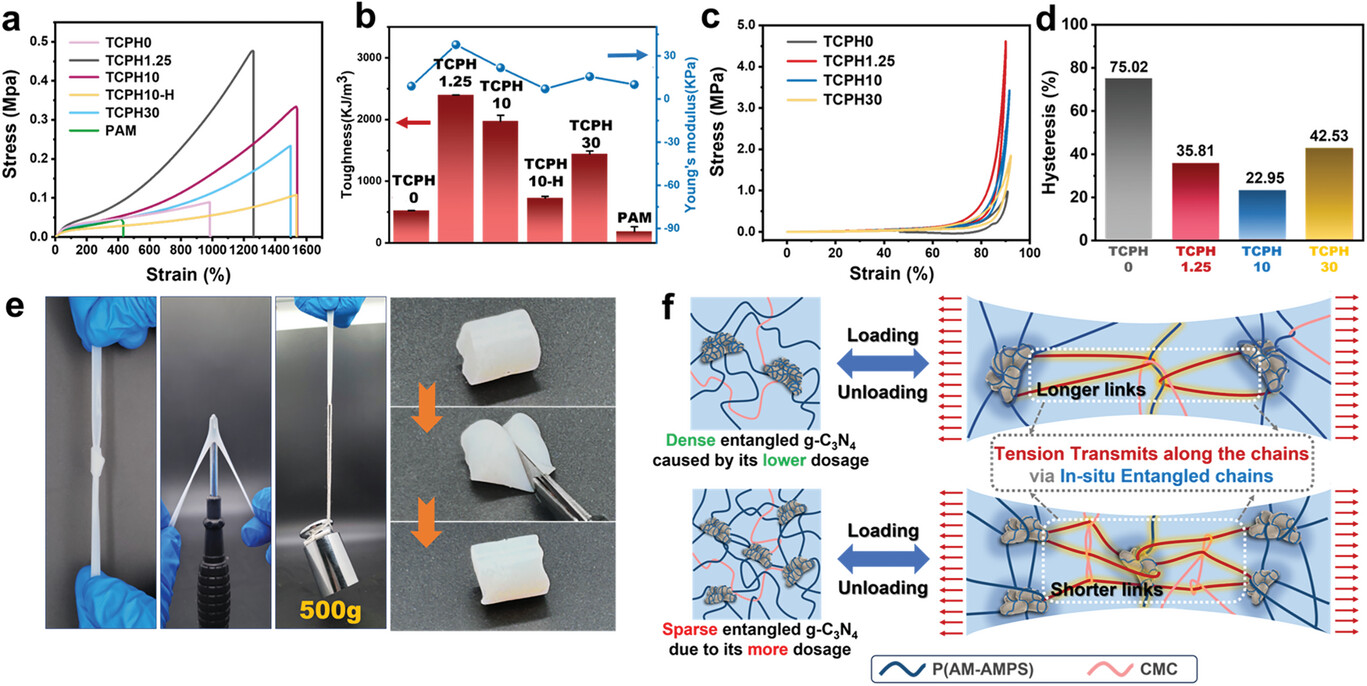 a
Stress (Mpa)
0.5
0.4
0.3
0.2
0.1
0.0
TCPH0
TCPH1.25
TCPH10
TCPH10-H
TCPH30
PAM
0 200 400 600 800 1000 1200 1400 1600
Strain (%)
b
Toughness(KJ/m³)
3000
2000
1000
0
TCPH
0
TCPH
1.25
TCPH
10
TCPH
10-H
TCPH
30
PAM
30
0
-30
-60
-90
Young's modulus(KPa)
c
Stress (MPa)
5.0
4.0
3.0
2.0
1.0
0.0
TCPH0
TCPH1.25
TCPH10
TCPH30
0 20 40 60 80 100
Strain (%)
d
Hysteresis (%)
100
80
60
40
20
0
75.02
35.81
22.95
42.53
TCPH
0
TCPH
1.25
TCPH
10
TCPH
30
e
500g
f
Loading
Unloading
Longer links
Dense entangled g-C₃N₄
caused by its lower dosage
Tension Transmits along the chains
via In-situ Entangled chains
Loading
Unloading
Shorter links
Sparse entangled g-C₃N₄
due to its more dosage
P(AM-AMPS)
CMC